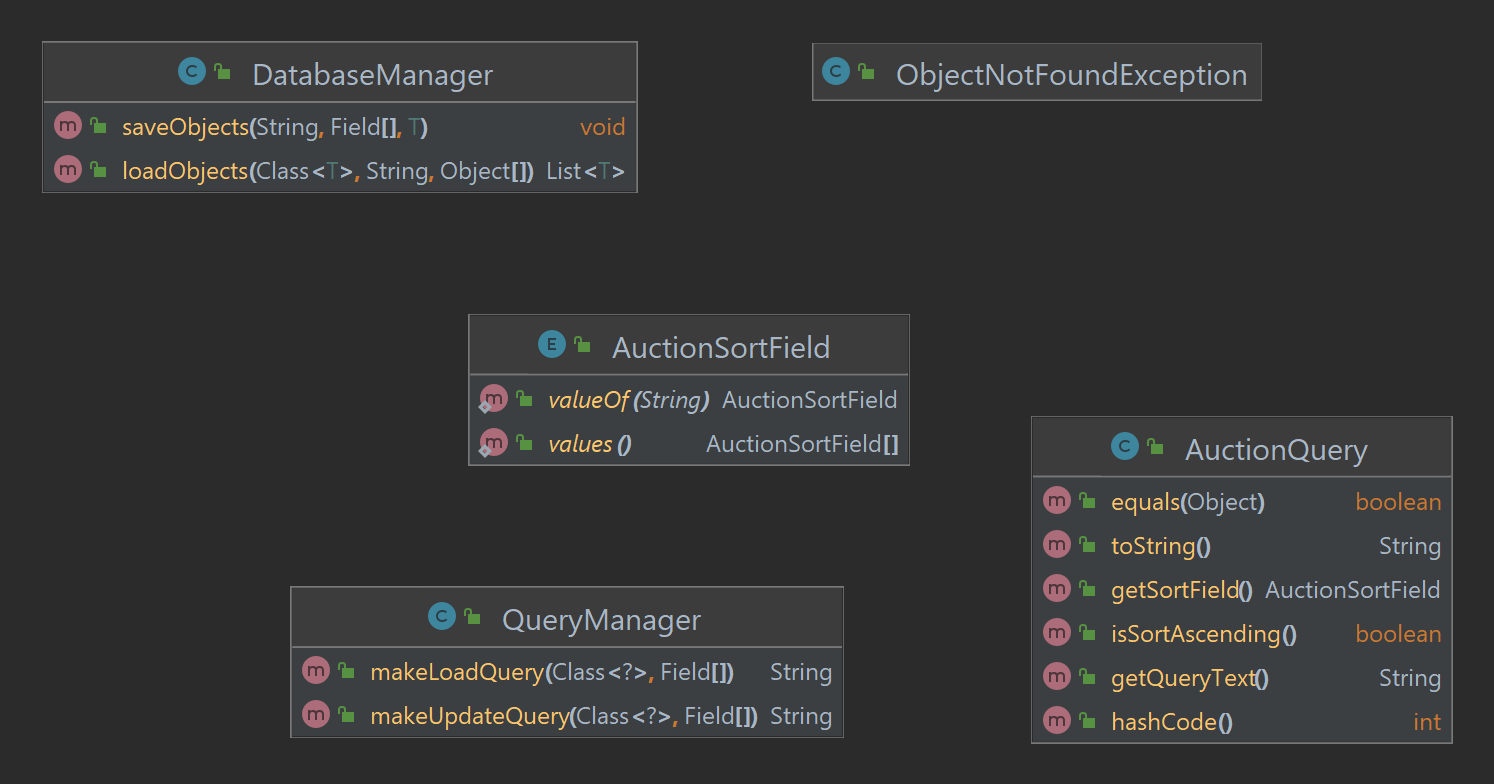 C DatabaseManager
m saveObjects(String, Field[], T) void
m loadObjects(Class<T>, String, Object[]) List<T>
C ObjectNotFoundException
E AuctionSortField
m valueOf(String) AuctionSortField
m values() AuctionSortField[]
C AuctionQuery
m equals(Object) boolean
m toString() String
m getSortField() AuctionSortField
m isSortAscending() boolean
m getQueryText() String
m hashCode() int
C QueryManager
m makeLoadQuery(Class<?>, Field[]) String
m makeUpdateQuery(Class<?>, Field[]) String